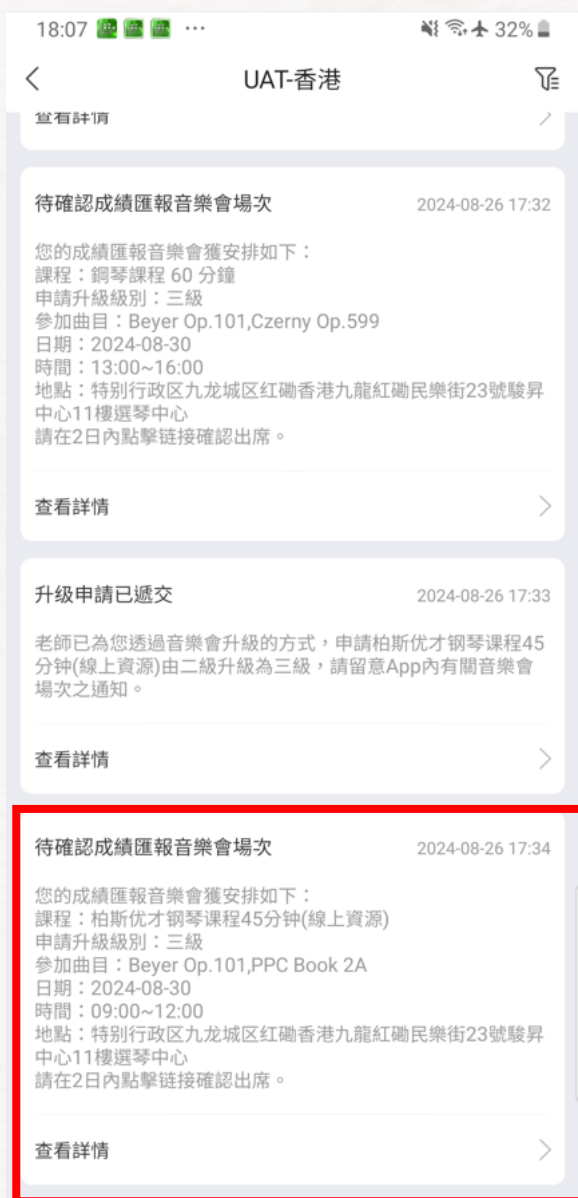 18:07 ... 32%
UAT-香港
查看詳情
待確認成績匯報音樂會場次 2024-08-26 17:32
您的成績匯報音樂會獲安排如下：
課程：鋼琴課程 60 分鐘
申請升級級別：三級
參加曲目：Beyer Op.101,Czerny Op.599
日期：2024-08-30
時間：13:00~16:00
地點：特别行政区九龙城区红磡香港九龍紅磡民樂街23號駿昇
中心11樓選琴中心
請在2日內點擊链接確認出席。
查看詳情
升级申請已遞交 2024-08-26 17:33
老師已為您透過音樂會升級的方式，申請柏斯优才钢琴课程45
分钟(線上資源)由二級升級為三級，請留意App內有關音樂會
場次之通知。
查看詳情
待確認成績匯報音樂會場次 2024-08-26 17:34
您的成績匯報音樂會獲安排如下：
課程：柏斯优才钢琴课程45分钟(線上資源)
申請升級級別：三級
參加曲目：Beyer Op.101,PPC Book 2A
日期：2024-08-30
時間：09:00~12:00
地點：特别行政区九龙城区红磡香港九龍紅磡民樂街23號駿昇
中心11樓選琴中心
請在2日內點擊链接確認出席。
查看詳情